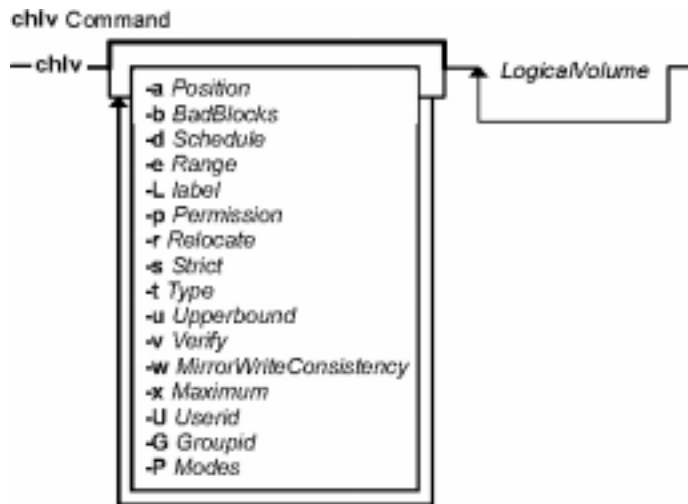 chlv Command
chlv LogicalVolume
-a Position
-b BadBlocks
-d Schedule
-e Range
-L label
-p Permission
-r Relocate
-s Strict
-t Type
-u Upperbound
-v Verify
-w MirrorWriteConsistency
-x Maximum
-U Userid
-G Groupid
-P Modes